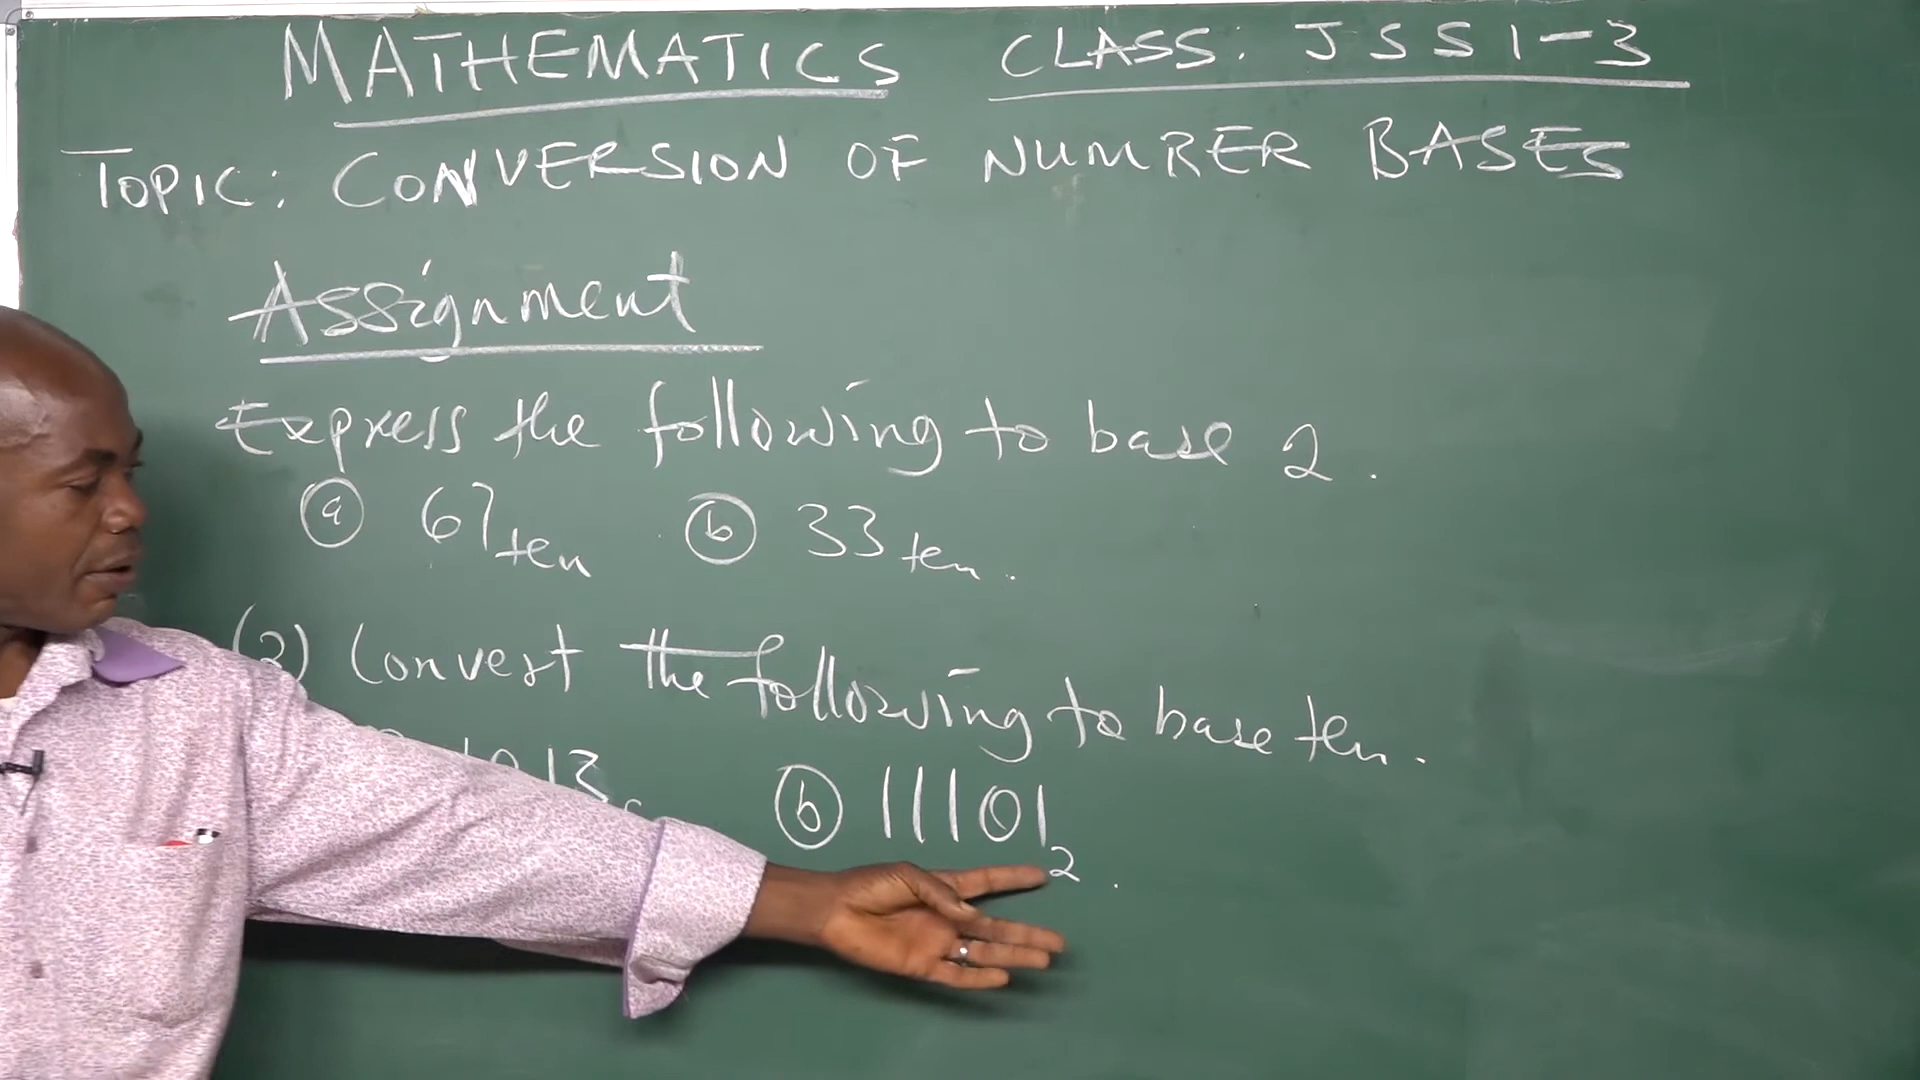 MATHEMATICS CLASS: JSS 1-3
TOPIC: CONVERSION OF NUMBER BASES
Assignment
Express the following to base 2.
(a) 67ten (b) 33ten.
(2) Convert the following to base ten.
(b) 11101₂.